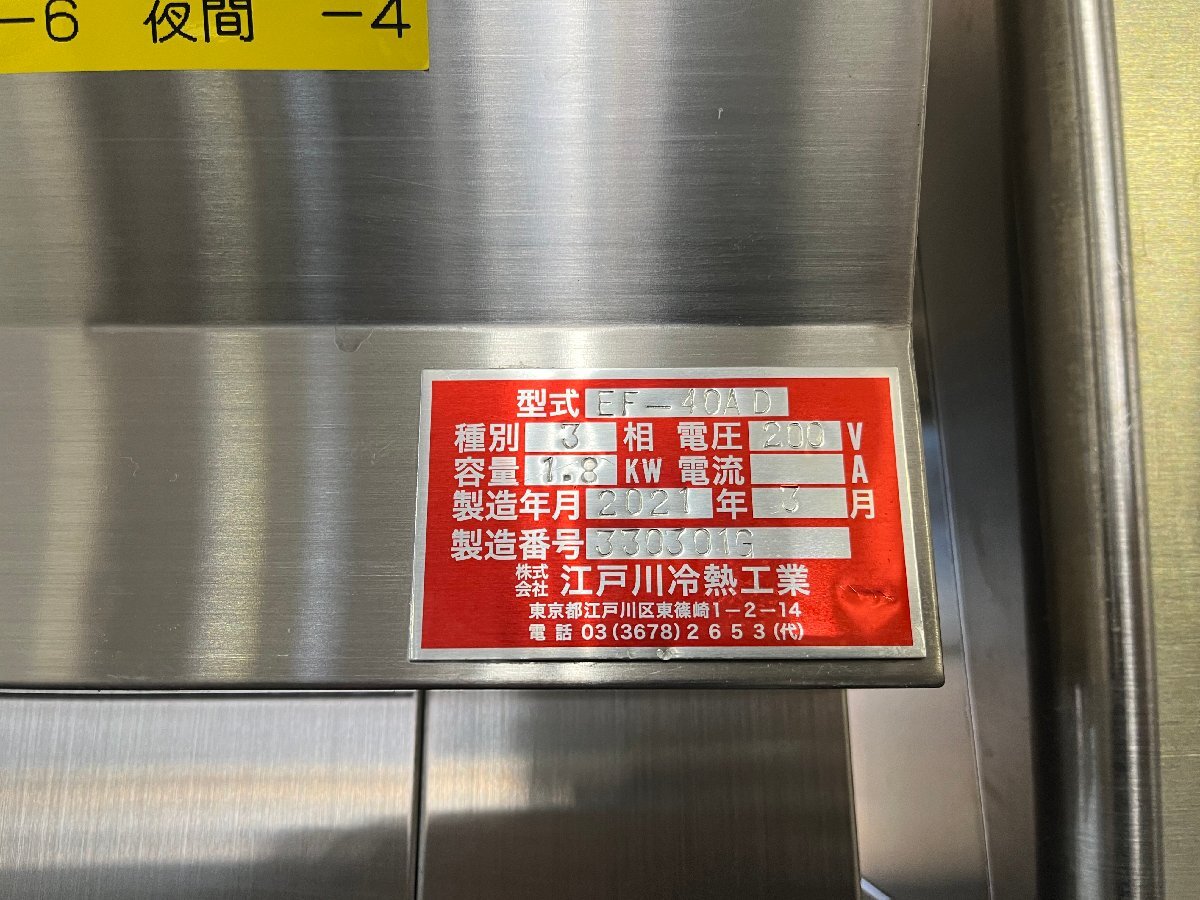 −6 夜間 −4
型式 EF−40AD
種別 3 相 電圧 200 V
容量 1.8 KW 電流 A
製造年月 2021 年 3 月
製造番号 330301G
株式会社 江戸川冷熱工業
東京都江戸川区東篠崎1−2−14
電話 03(3678)2653(代)